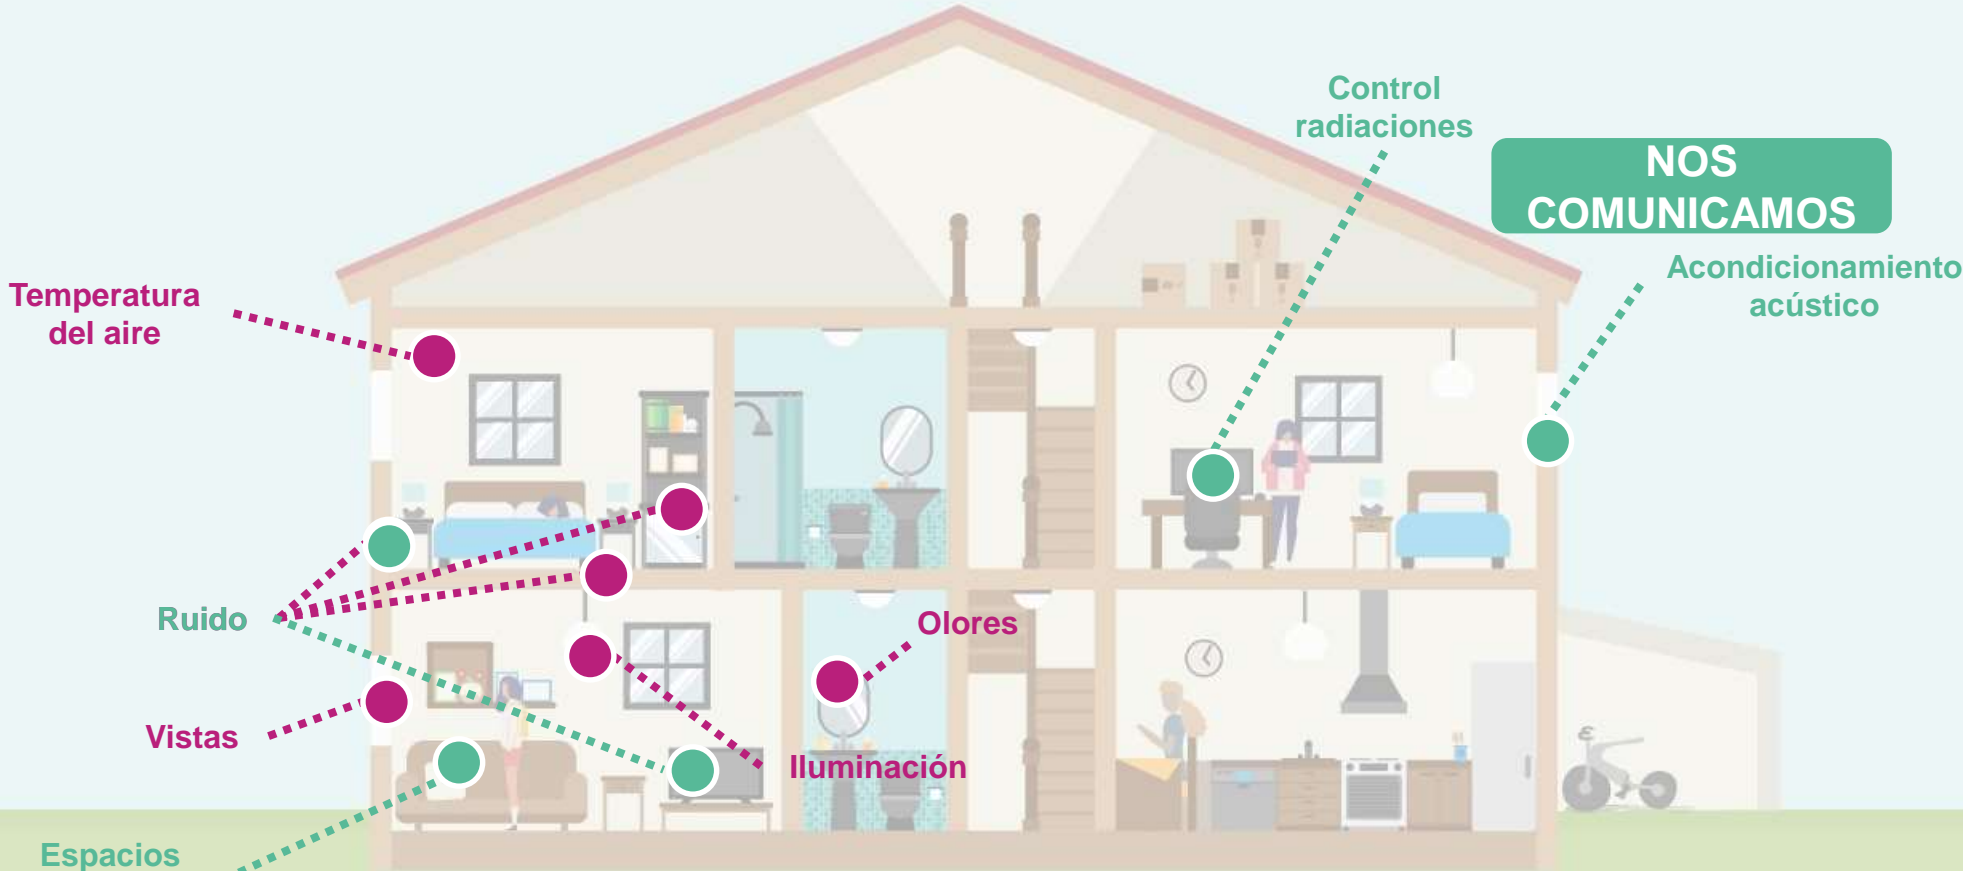 Control
radiaciones
NOS
COMUNICAMOS
Acondicionamiento
acústico
Temperatura
del aire
Ruido
Olores
Vistas
Iluminación
Espacios